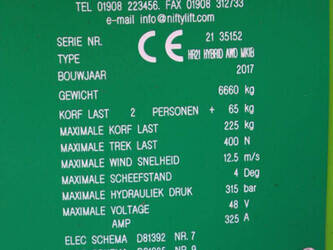 TEL 01908 223456. FAX 01908 312733
e-mail info@niftylift.com
SERIE NR. CE 21 35152
TYPE HR21 HYBRID AWD MK1B
BOUWJAAR 2017
GEWICHT 6660 kg
KORF LAST 2 PERSONEN + 65 kg
MAXIMALE KORF LAST 225 kg
MAXIMALE TREK LAST 400 N
MAXIMALE WIND SNELHEID 12.5 m/s
MAXIMALE SCHEEFSTAND 4 Deg
MAXIMALE HYDRAULIEK DRUK 315 bar
MAXIMALE VOLTAGE 48 V
AMP 325 A
ELEC SCHEMA D81392 NR.7